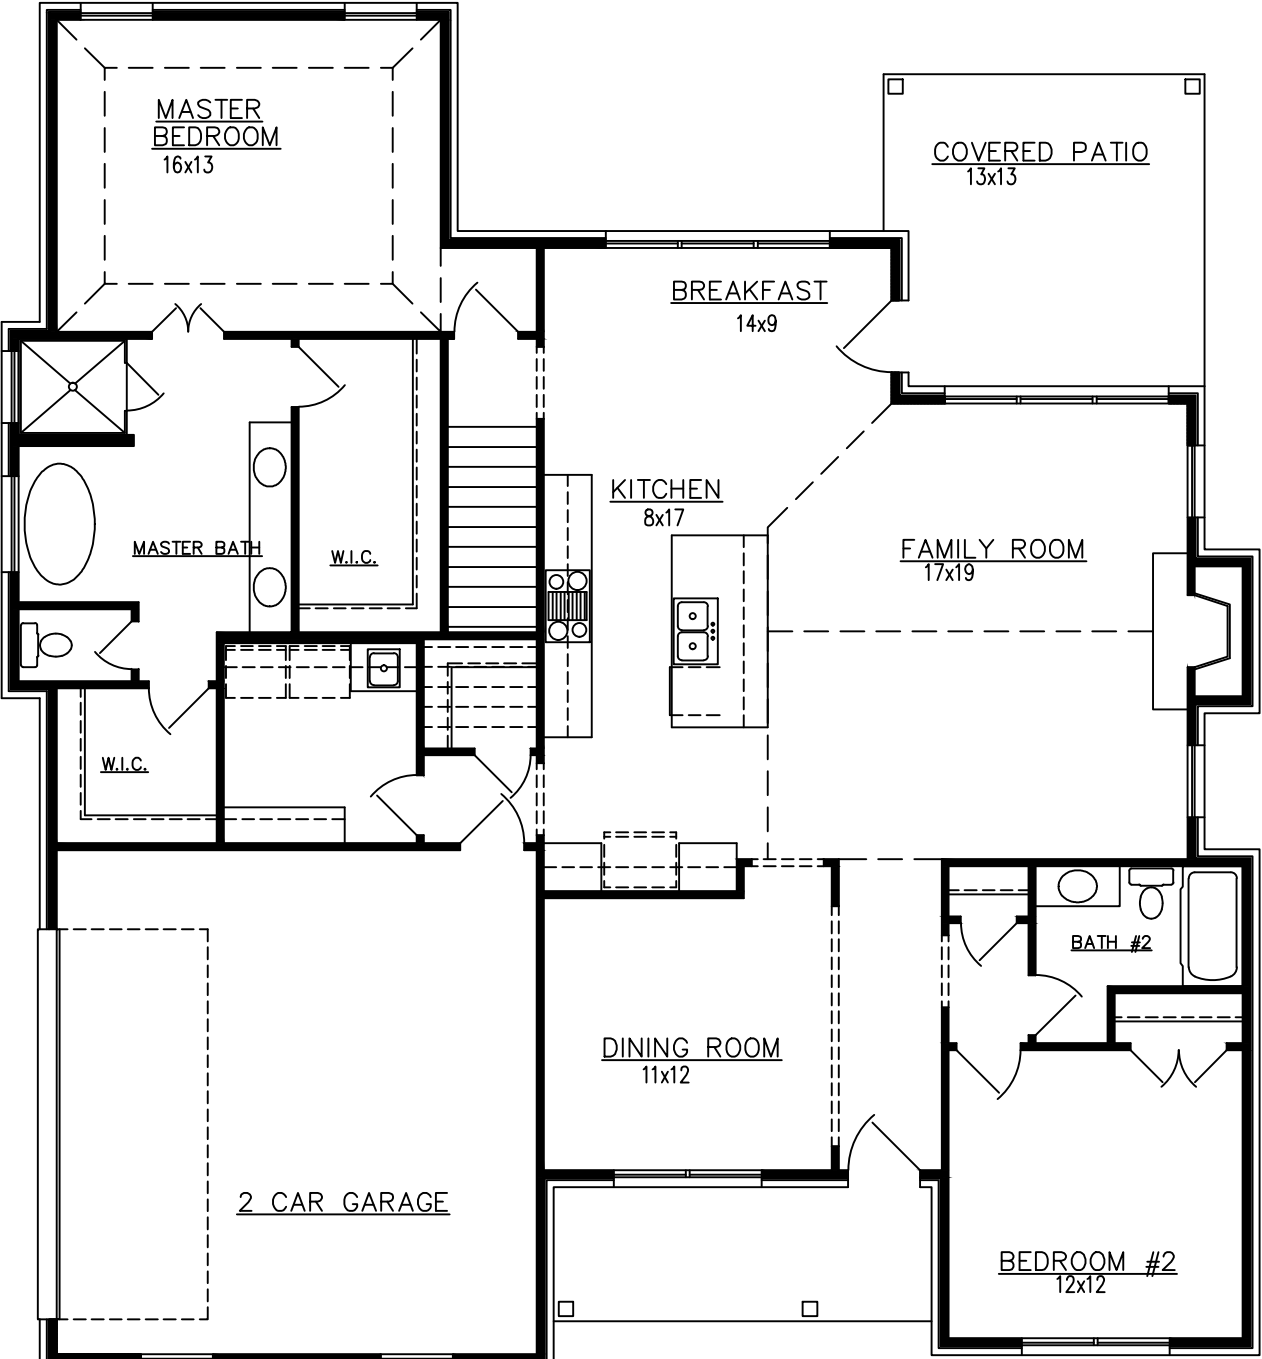 MASTER
BEDROOM
16x13
COVERED PATIO
13x13
BREAKFAST
14x9
KITCHEN
8x17
FAMILY ROOM
17x19
MASTER BATH
W.I.C.
W.I.C.
BATH #2
DINING ROOM
11x12
2 CAR GARAGE
BEDROOM #2
12x12